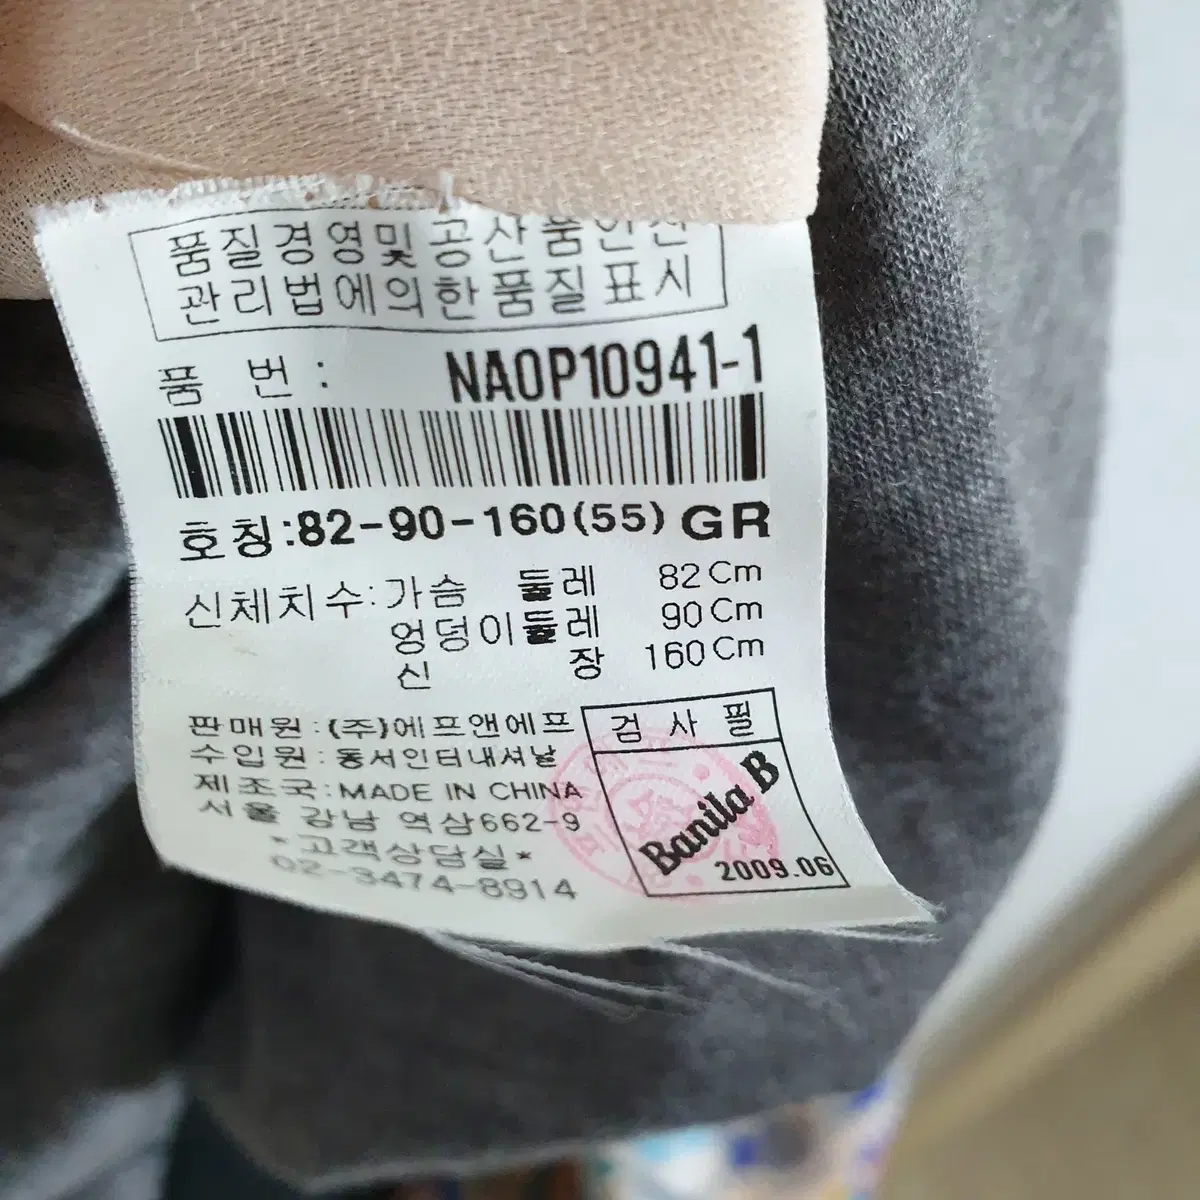 품질경영및공산품안전
관리법에의한품질표시
품 번 : NA0P10941-1
호칭:82-90-160(55) GR
신체치수:가슴 둘레 82Cm
엉덩이둘레 90Cm
신 장 160Cm
판매원:(주)에프앤에프
수입원:동서인터내셔날
제조국:MADE IN CHINA
서울 강남 역삼662-9
*고객상담실*
02-3474-8914
검 사 필
Banila B
2009.06